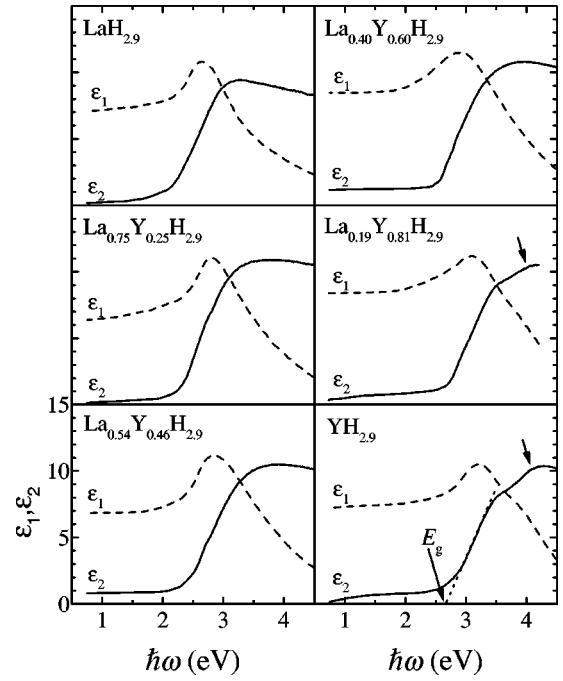 LaH₂.₉
ε₁
ε₂
La₀.₄₀Y₀.₆₀H₂.₉
ε₁
ε₂
La₀.₇₅Y₀.₂₅H₂.₉
ε₁
ε₂
La₀.₁₉Y₀.₈₁H₂.₉
ε₁
ε₂
La₀.₅₄Y₀.₄₆H₂.₉
ε₁
ε₂
YH₂.₉
ε₁
E_g
ε₂
15
10
5
0
ε₁,ε₂
1 2 3 4
1 2 3 4
ħω (eV)
ħω (eV)